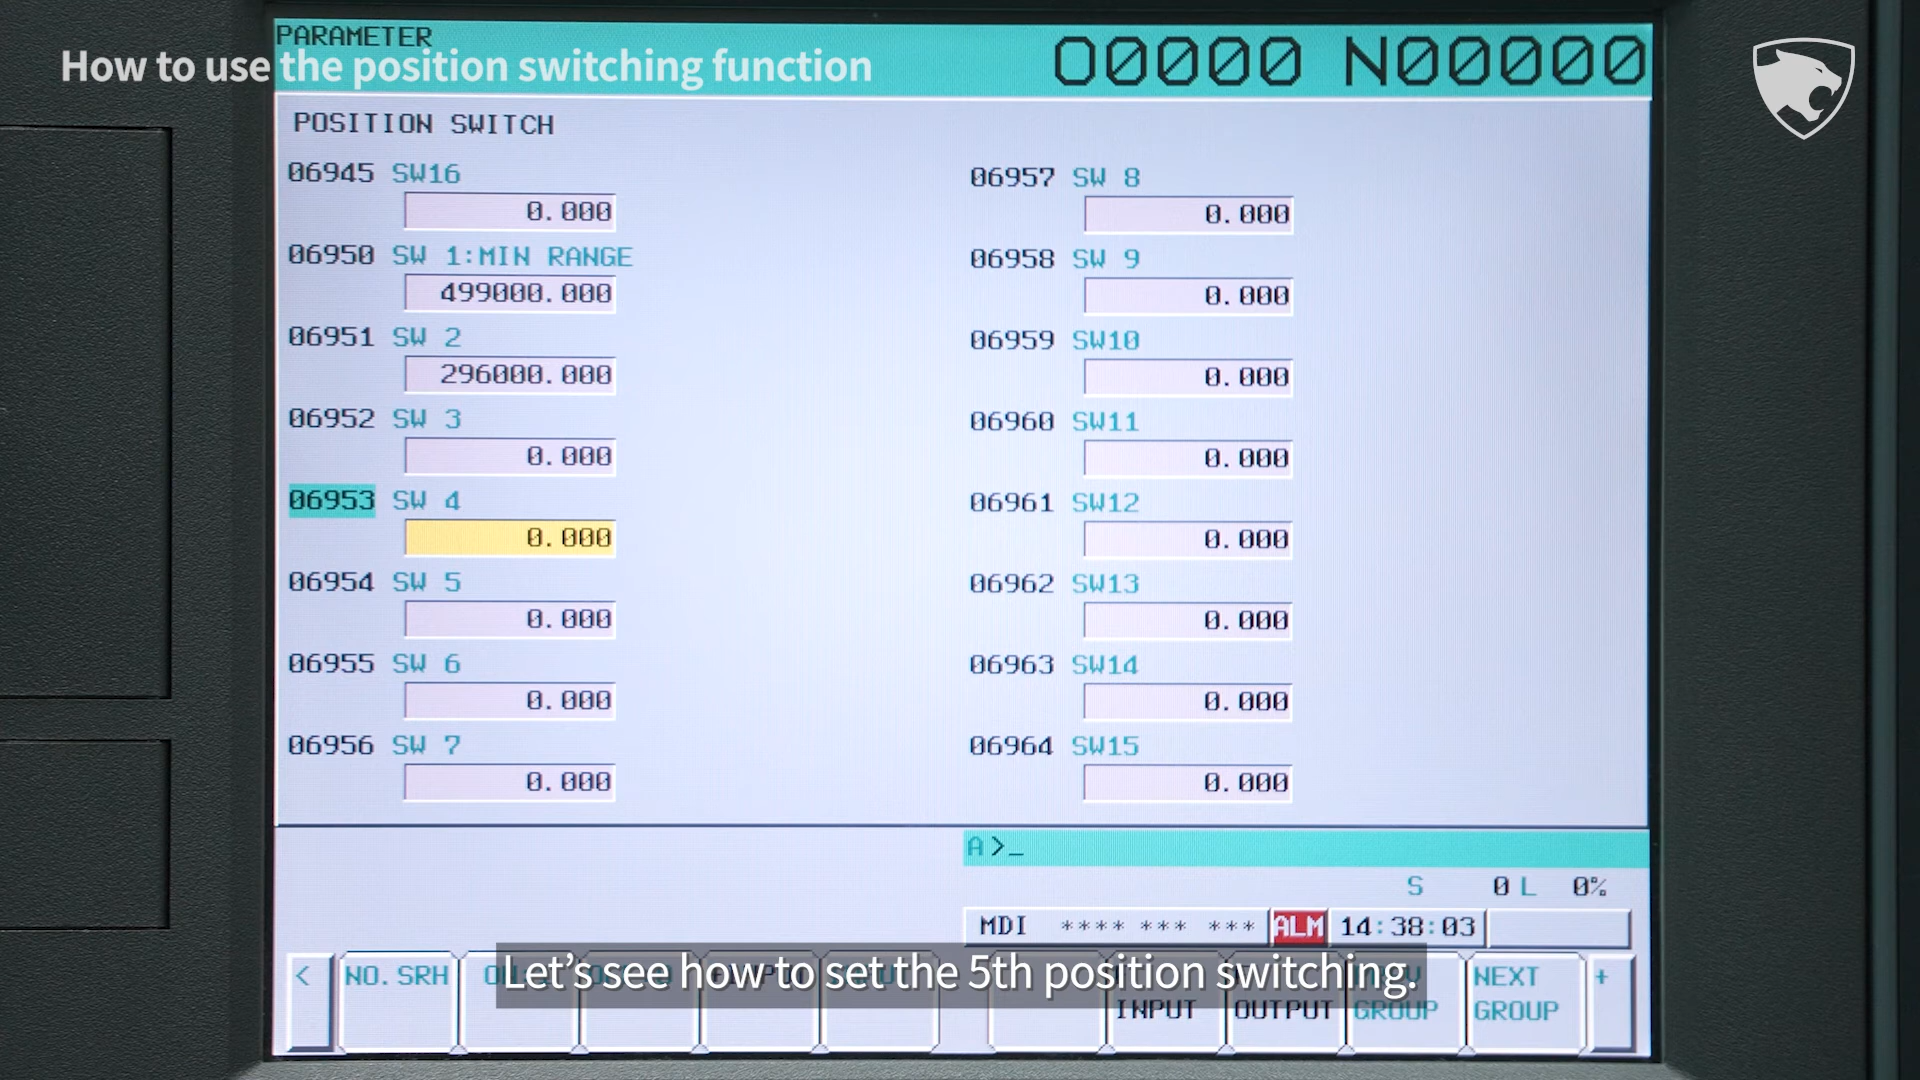 PARAMETER
How to use the position switching function
O0000 N00000
POSITION SWITCH
06945 SW16
0.000
06950 SW 1:MIN RANGE
499000.000
06951 SW 2
296000.000
06952 SW 3
0.000
06953 SW 4
0.000
06954 SW 5
0.000
06955 SW 6
0.000
06956 SW 7
0.000
06957 SW 8
0.000
06958 SW 9
0.000
06959 SW10
0.000
06960 SW11
0.000
06961 SW12
0.000
06962 SW13
0.000
06963 SW14
0.000
06964 SW15
0.000
A>_
S 0 L 0%
MDI **** *** *** ALM 14:38:03
Let's see how to set the 5th position switching.
< NO.SRH NEXT +
INPUT OUTPUT GROUP GROUP